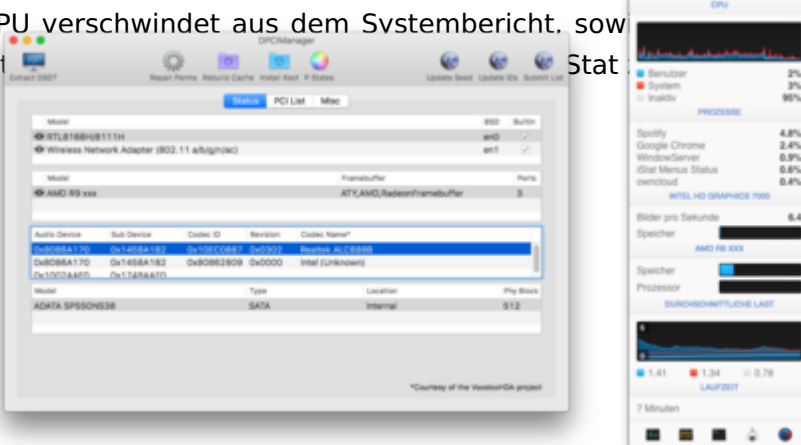 PU verschwindet aus dem Systembericht, sow
Stat
DPCIManager
Extract DSDT Repair Perms Rebuild Cache Install Kext P States Update Seed Update IDs Submit List
Status PCI List Misc
Model BSD Builtin
RTL8168H/8111H en0
Wireless Network Adapter (802.11 a/b/g/n/ac) en1
Model Framebuffer Ports
AMD R9 xxx ATY,AMD,RadeonFramebuffer 3
Audio Device Sub Device Codec ID Revision Codec Name*
0x8086A170 0x1458A182 0x10EC0887 0x0302 Realtek ALC888B
0x8086A170 0x1458A182 0x80862809 0x0000 Intel (Unknown)
0x1002AAF0 0x174BAAF0
Model Type Location Phy Block
ADATA SP550NS38 SATA Internal 512
*Courtesy of the VoodooHDA project
CPU
Benutzer 2%
System 3%
Inaktiv 95%
PROZESSE
Spotify 4.8%
Google Chrome 2.4%
WindowServer 0.9%
iStat Menus Status 0.6%
owncloud 0.4%
INTEL HD GRAPHICS 7000
Bilder pro Sekunde 6.4
Speicher
AMD R9 XXX
Speicher
Prozessor
DURCHSCHNITTLICHE LAST
6
0
1.41 1.34 0.78
LAUFZEIT
7 Minuten